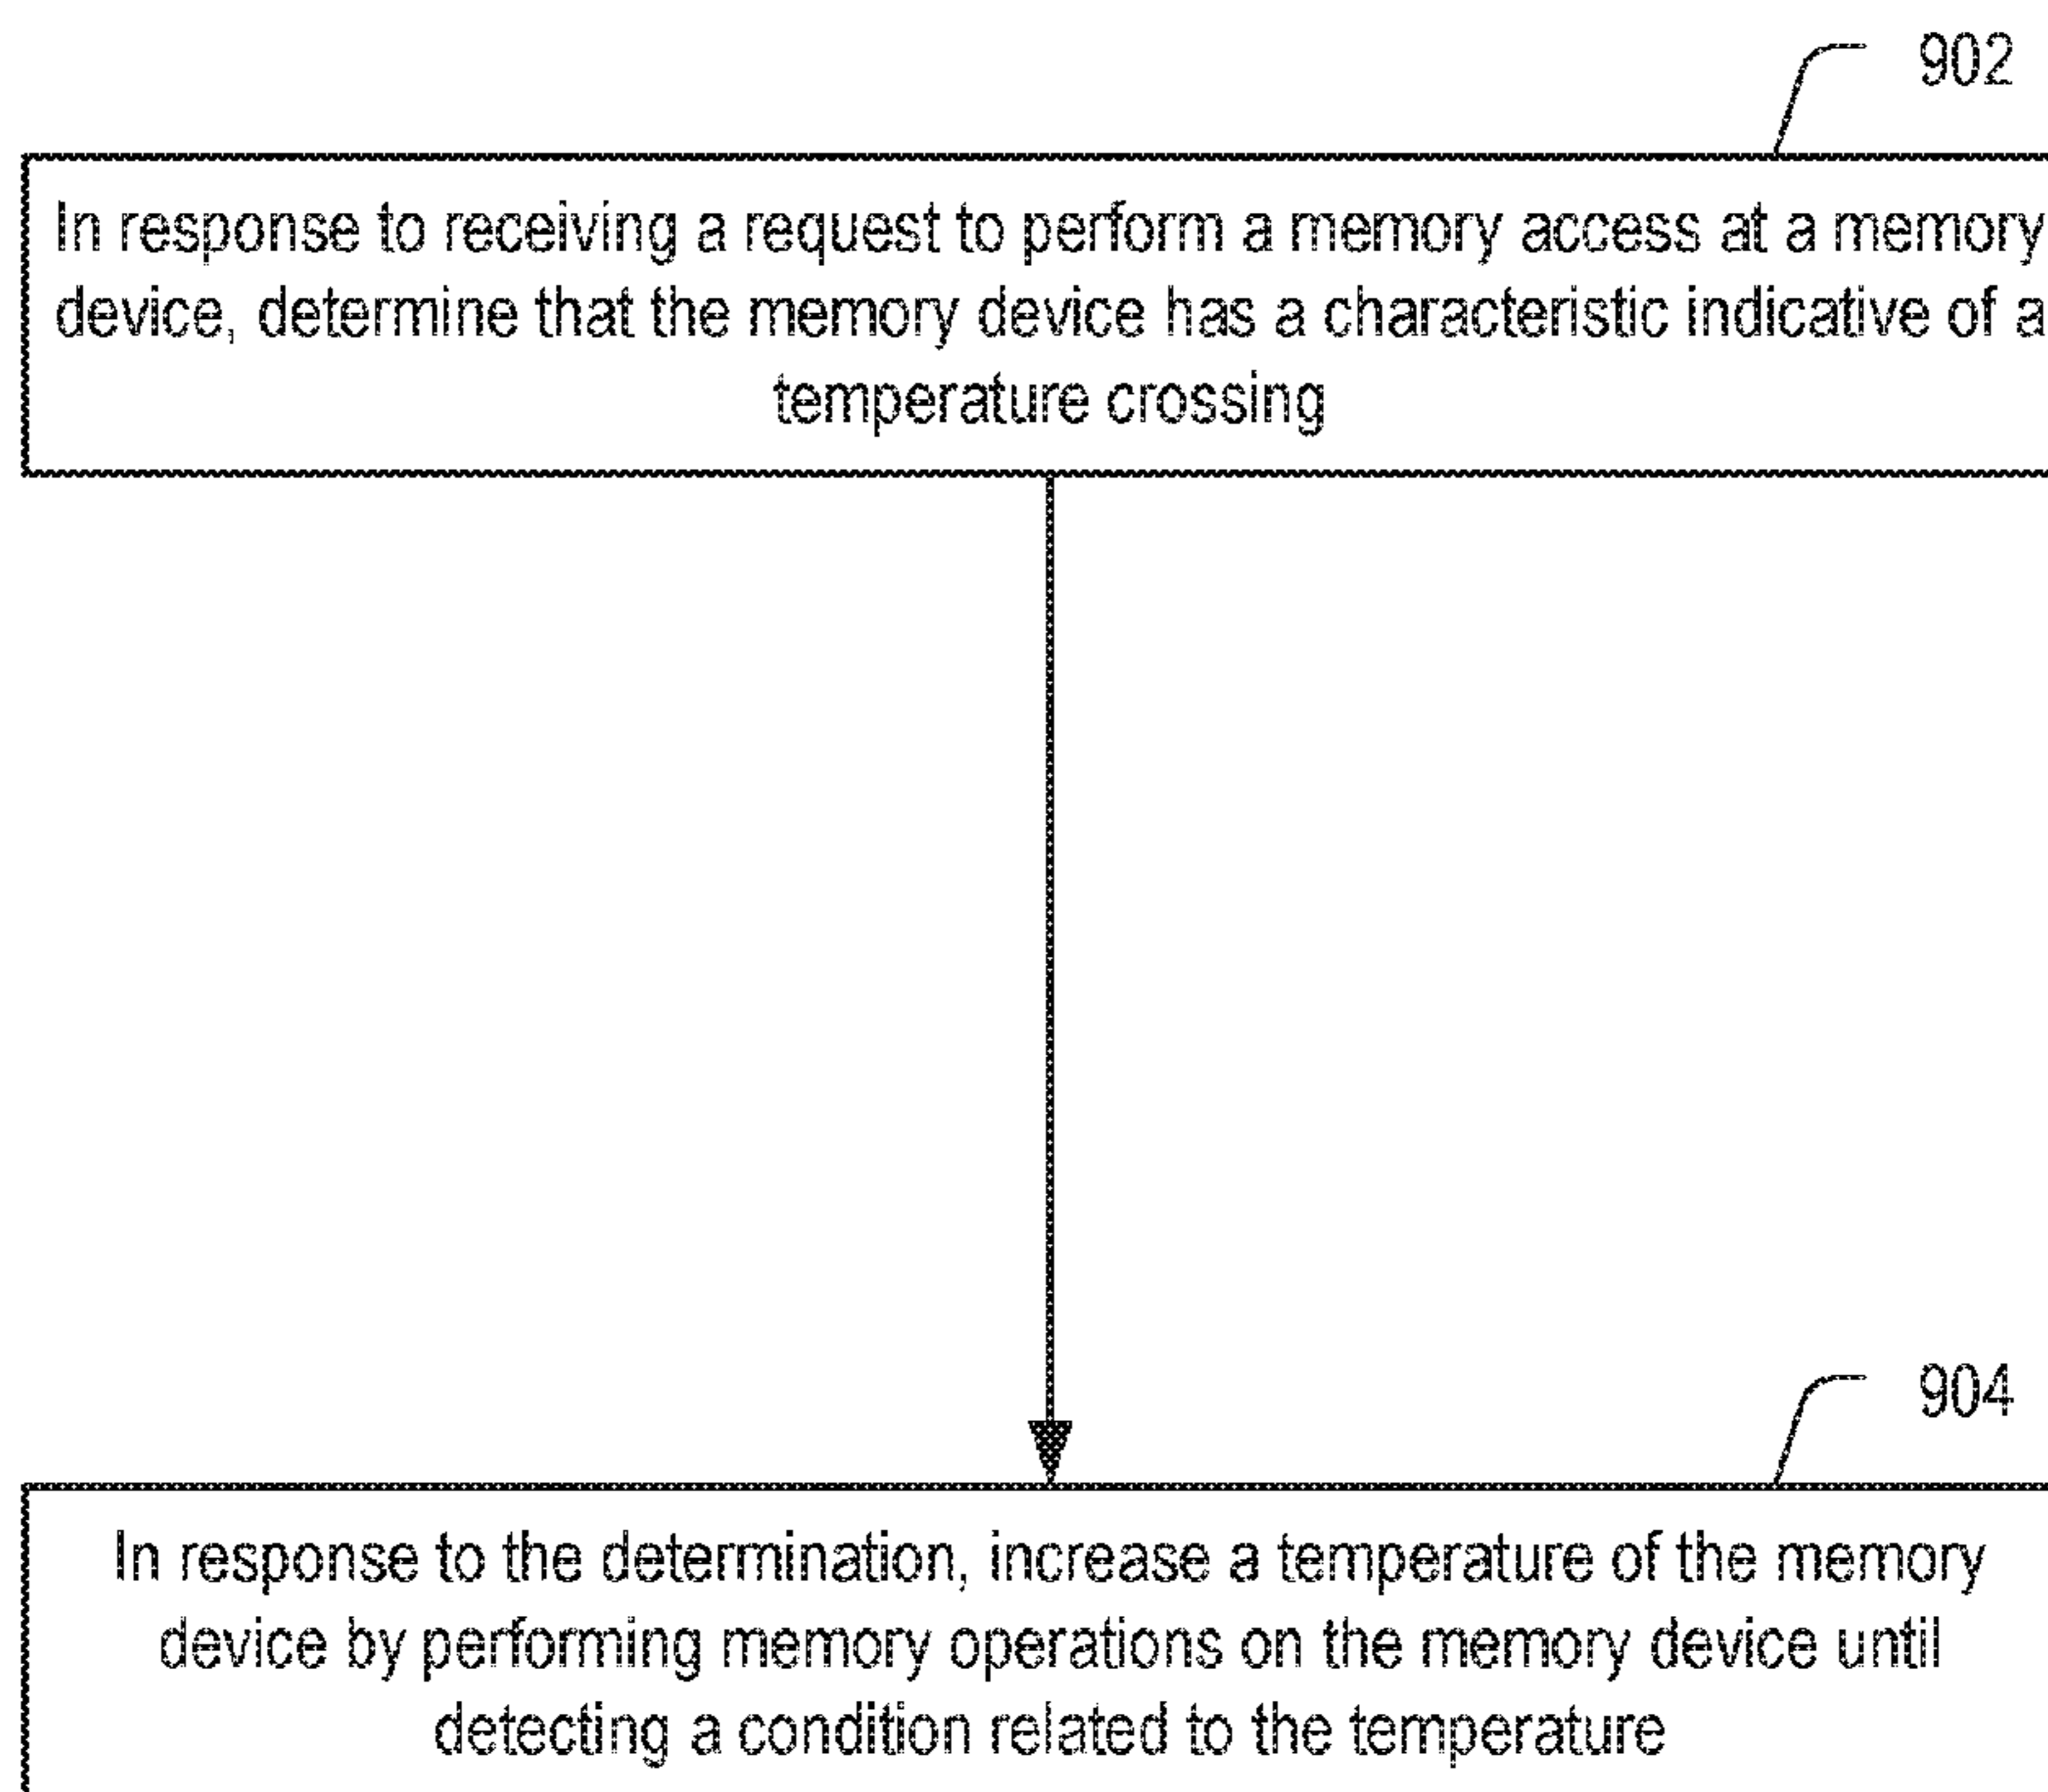 902
In response to receiving a request to perform a memory access at a memory
device, determine that the memory device has a characteristic indicative of a
temperature crossing
904
In response to the determination, increase a temperature of the memory
device by performing memory operations on the memory device until
detecting a condition related to the temperature